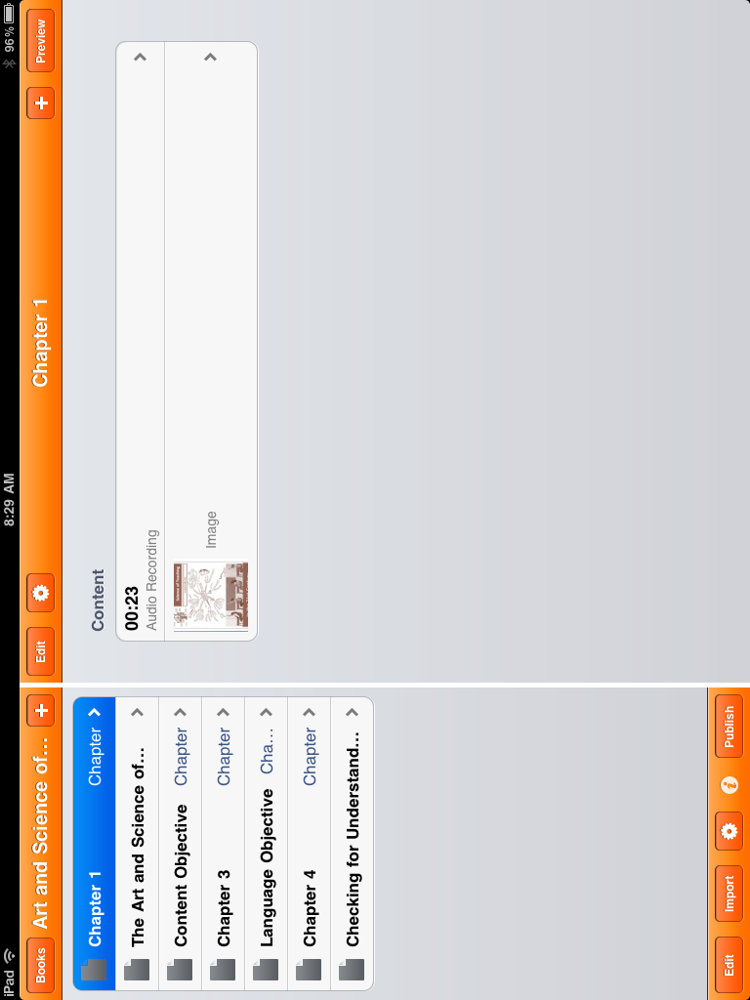 iPad
8:29 AM
96%
Books
Art and Science of...
Chapter 1
Chapter
The Art and Science of...
Content Objective
Chapter
Chapter 3
Chapter
Language Objective
Cha...
Chapter 4
Chapter
Checking for Understand...
Edit
Import
Publish
Edit
Chapter 1
Preview
Content
00:23
Audio Recording
Image